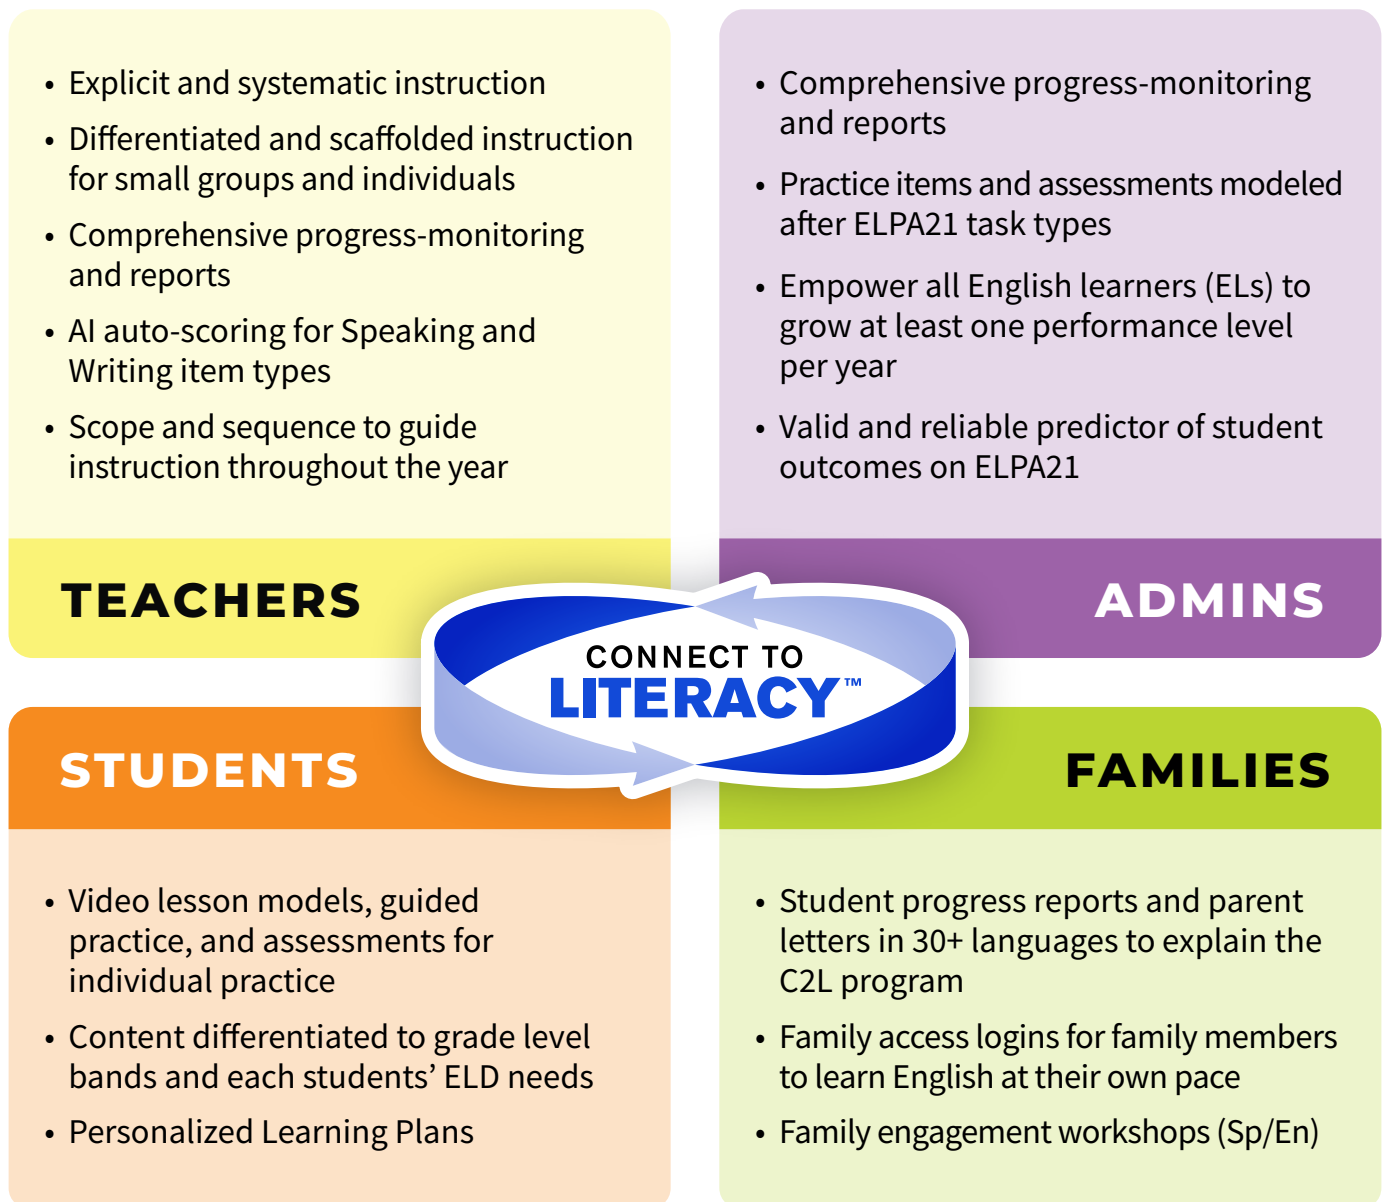 • Explicit and systematic instruction
• Differentiated and scaffolded instruction
for small groups and individuals
• Comprehensive progress-monitoring
and reports
• AI auto-scoring for Speaking and
Writing item types
• Scope and sequence to guide
instruction throughout the year
TEACHERS
• Comprehensive progress-monitoring
and reports
• Practice items and assessments modeled
after ELPA21 task types
• Empower all English learners (ELs) to
grow at least one performance level
per year
• Valid and reliable predictor of student
outcomes on ELPA21
ADMINS
CONNECT TO
LITERACY™
STUDENTS
• Video lesson models, guided
practice, and assessments for
individual practice
• Content differentiated to grade level
bands and each students’ ELD needs
• Personalized Learning Plans
FAMILIES
• Student progress reports and parent
letters in 30+ languages to explain the
C2L program
• Family access logins for family members
to learn English at their own pace
• Family engagement workshops (Sp/En)